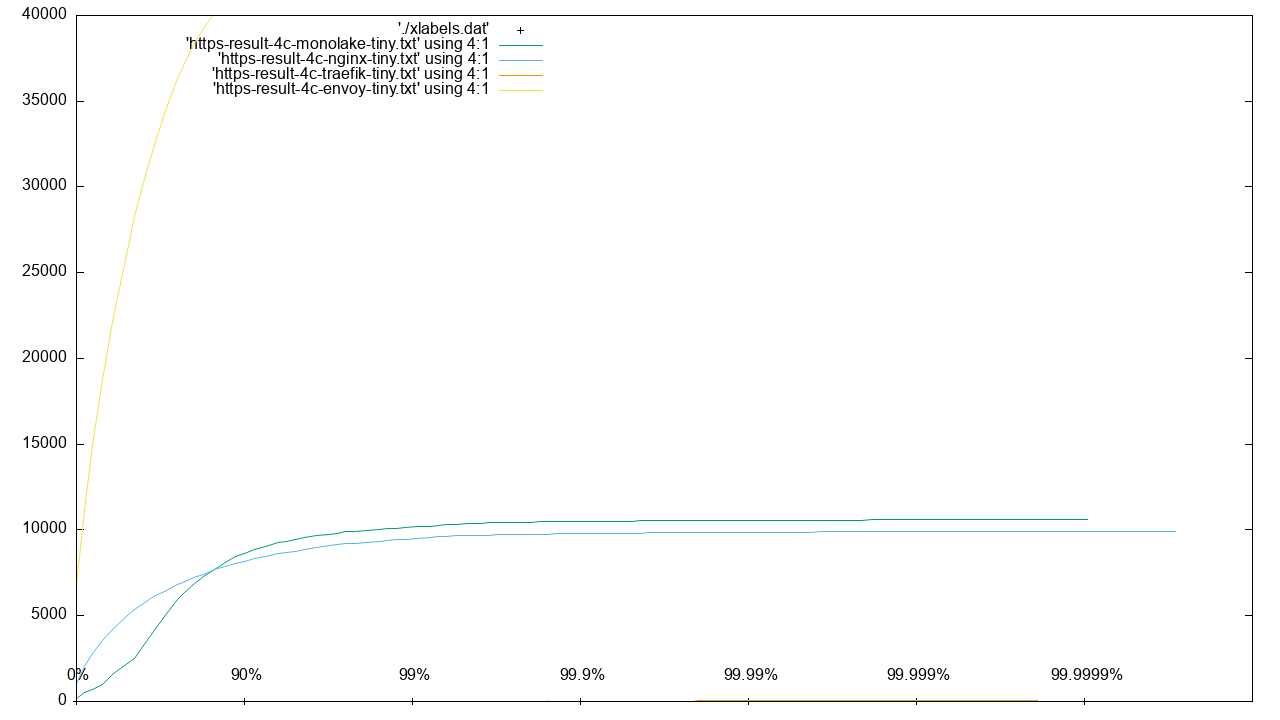 40000
35000
30000
25000
20000
15000
10000
5000
0
'./xlabels.dat'
'https-result-4c-monolake-tiny.txt' using 4:1
'https-result-4c-nginx-tiny.txt' using 4:1
'https-result-4c-traefik-tiny.txt' using 4:1
'https-result-4c-envoy-tiny.txt' using 4:1
0% 90% 99% 99.9% 99.99% 99.999% 99.9999%